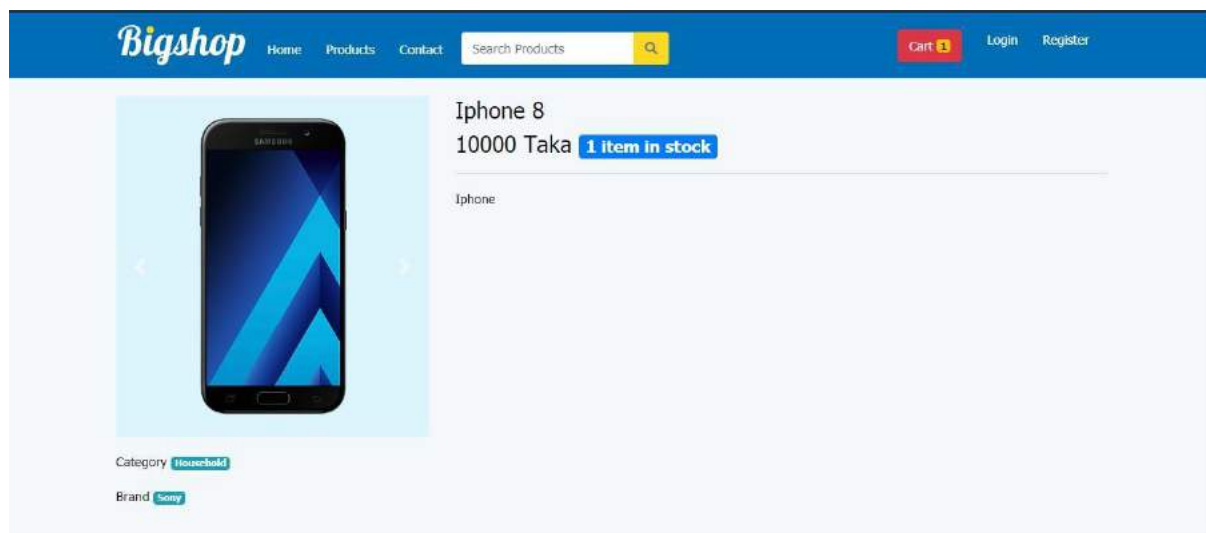 Bigshop Home Products Contact Search Products Cart 1 Login Register
SAMSUNG
Iphone 8
10000 Taka 1 item in stock
Iphone
Category Household
Brand Sony